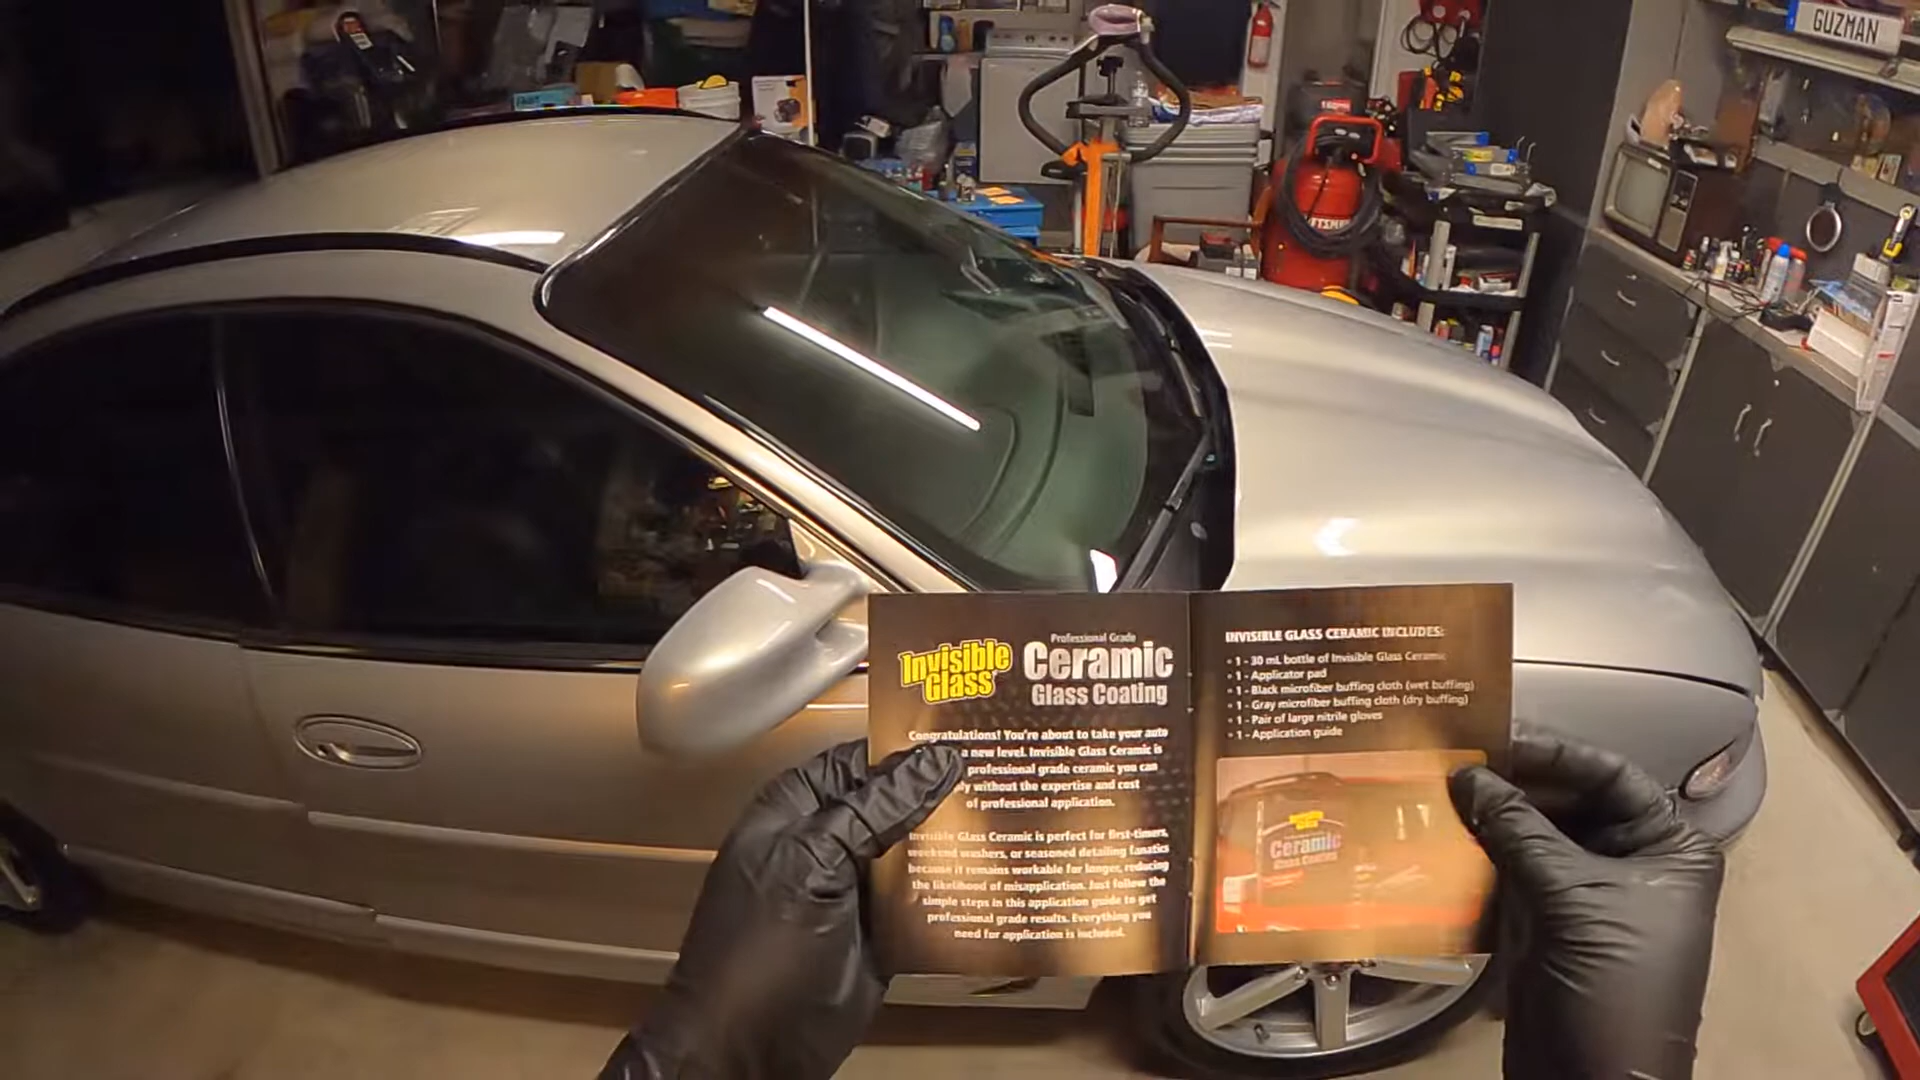 GUZMAN
CRAFTSMAN
Invisible
Glass
Professional Grade
Ceramic
Glass Coating
Congratulations! You're about to take your auto
a new level. Invisible Glass Ceramic is
professional grade ceramic you can
ly without the expertise and cost
of professional application.
Invisible Glass Ceramic is perfect for first-timers,
weekend washers, or seasoned detailing fanatics
because it remains workable for longer, reducing
the likelihood of misapplication. Just follow the
simple steps in this application guide to get
professional grade results. Everything you
need for application is included.
INVISIBLE GLASS CERAMIC INCLUDES:
• 1 - 30 mL bottle of Invisible Glass Ceramic
• 1 - Applicator pad
• 1 - Black microfiber buffing cloth (wet buffing)
• 1 - Gray microfiber buffing cloth (dry buffing)
• 1 - Pair of large nitrile gloves
• 1 - Application guide
Invisible
Glass
Ceramic
Glass Coating